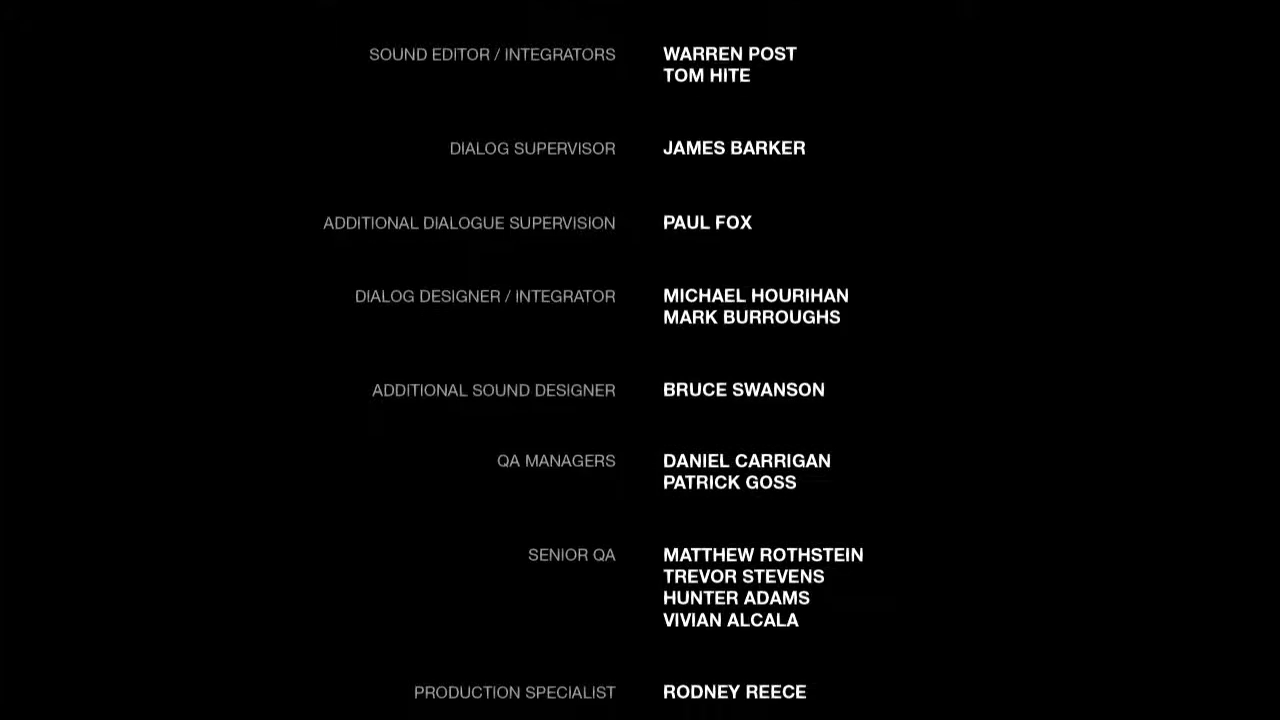 SOUND EDITOR / INTEGRATORS WARREN POST
TOM HITE
DIALOG SUPERVISOR JAMES BARKER
ADDITIONAL DIALOGUE SUPERVISION PAUL FOX
DIALOG DESIGNER / INTEGRATOR MICHAEL HOURIHAN
MARK BURROUGHS
ADDITIONAL SOUND DESIGNER BRUCE SWANSON
QA MANAGERS DANIEL CARRIGAN
PATRICK GOSS
SENIOR QA MATTHEW ROTHSTEIN
TREVOR STEVENS
HUNTER ADAMS
VIVIAN ALCALA
PRODUCTION SPECIALIST RODNEY REECE